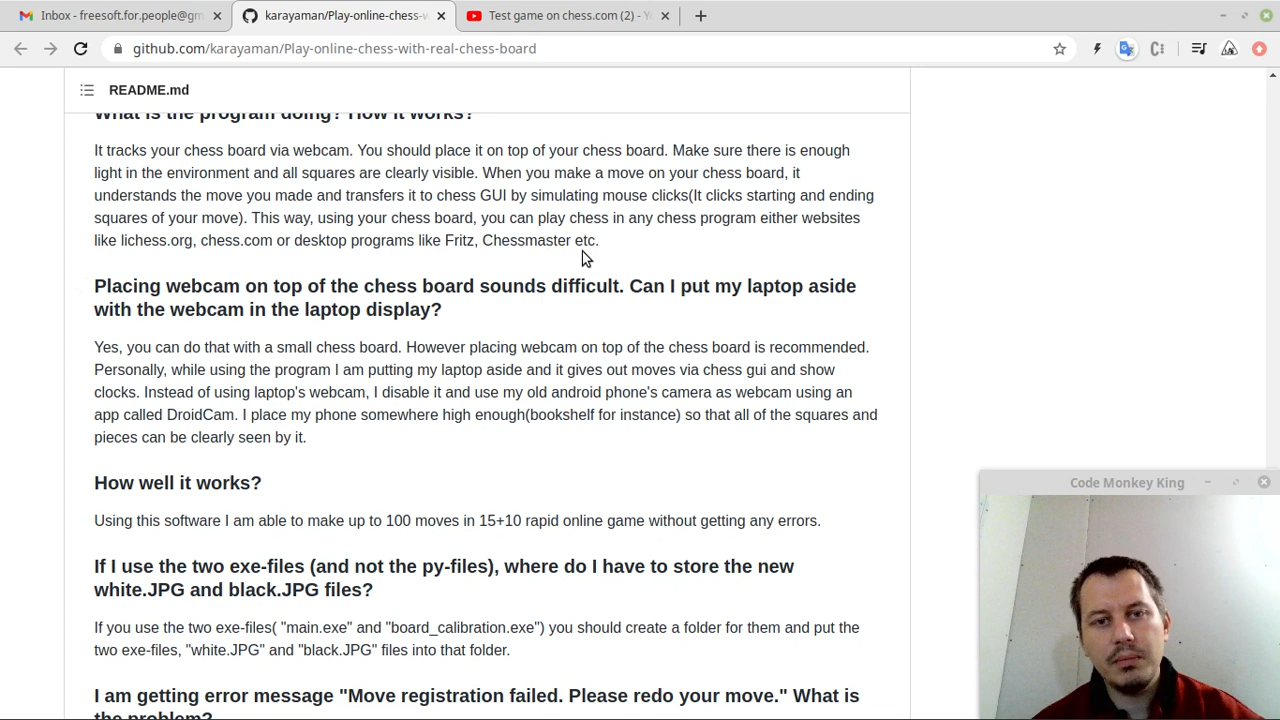 Inbox - freesoft.for.people@gm
karayaman/Play-online-chess-w
Test game on chess.com (2) - Yo
github.com/karayaman/Play-online-chess-with-real-chess-board
README.md
What is the program doing? How it works?
It tracks your chess board via webcam. You should place it on top of your chess board. Make sure there is enough
light in the environment and all squares are clearly visible. When you make a move on your chess board, it
understands the move you made and transfers it to chess GUI by simulating mouse clicks(It clicks starting and ending
squares of your move). This way, using your chess board, you can play chess in any chess program either websites
like lichess.org, chess.com or desktop programs like Fritz, Chessmaster etc.
Placing webcam on top of the chess board sounds difficult. Can I put my laptop aside
with the webcam in the laptop display?
Yes, you can do that with a small chess board. However placing webcam on top of the chess board is recommended.
Personally, while using the program I am putting my laptop aside and it gives out moves via chess gui and show
clocks. Instead of using laptop's webcam, I disable it and use my old android phone's camera as webcam using an
app called DroidCam. I place my phone somewhere high enough(bookshelf for instance) so that all of the squares and
pieces can be clearly seen by it.
How well it works?
Using this software I am able to make up to 100 moves in 15+10 rapid online game without getting any errors.
If I use the two exe-files (and not the py-files), where do I have to store the new
white.JPG and black.JPG files?
If you use the two exe-files( "main.exe" and "board_calibration.exe") you should create a folder for them and put the
two exe-files, "white.JPG" and "black.JPG" files into that folder.
I am getting error message "Move registration failed. Please redo your move." What is
the problem?
Code Monkey King